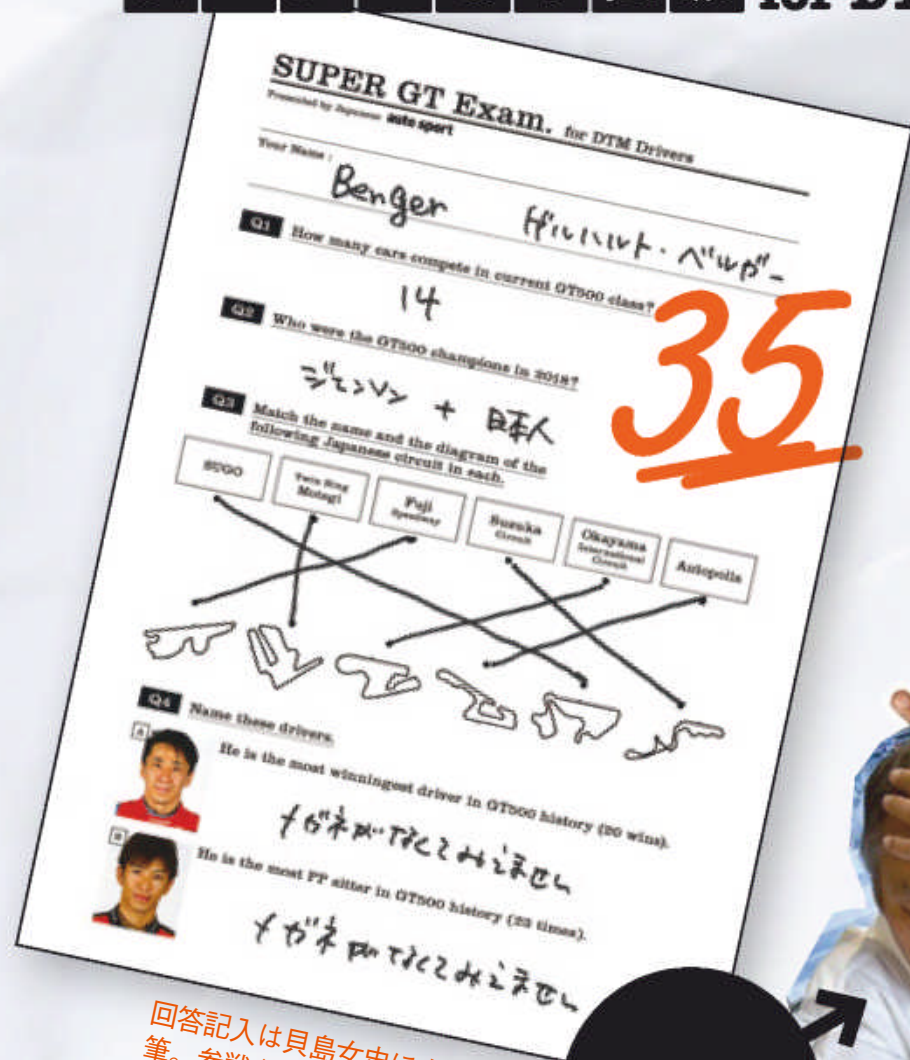 for DT
SUPER GT Exam. for DTM Drivers
Presented by Japanese auto sport
Your Name :
Benger ゲルハルト・ベルガー
Q1 How many cars compete in current GT500 class?
14
35
Q2 Who were the GT500 champions in 2018?
ジェンソン + 日本人
Q3 Match the name and the diagram of the
following Japanese circuit in each.
SUGO
Twin Ring
Motegi
Fuji
Speedway
Suzuka
Circuit
Okayama
International
Circuit
Autopolis
Q4 Name these drivers.
A
He is the most winningest driver in GT500 history (20 wins).
メガネがなくてみえません
B
He is the most PP sitter in GT500 history (23 times).
メガネがなくてみえません
回答記入は貝島女史に
筆。参戦